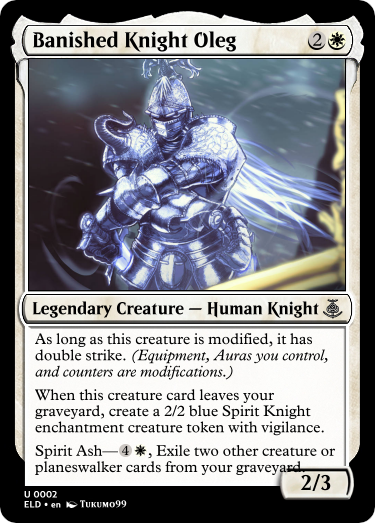 Banished Knight Oleg 2
Legendary Creature — Human Knight
As long as this creature is modified, it has
double strike. (Equipment, Auras you control,
and counters are modifications.)
When this creature card leaves your
graveyard, create a 2/2 blue Spirit Knight
enchantment creature token with vigilance.
Spirit Ash—4, Exile two other creature or
planeswalker cards from your graveyard.
2/3
U 0002
ELD • en Tukumo99